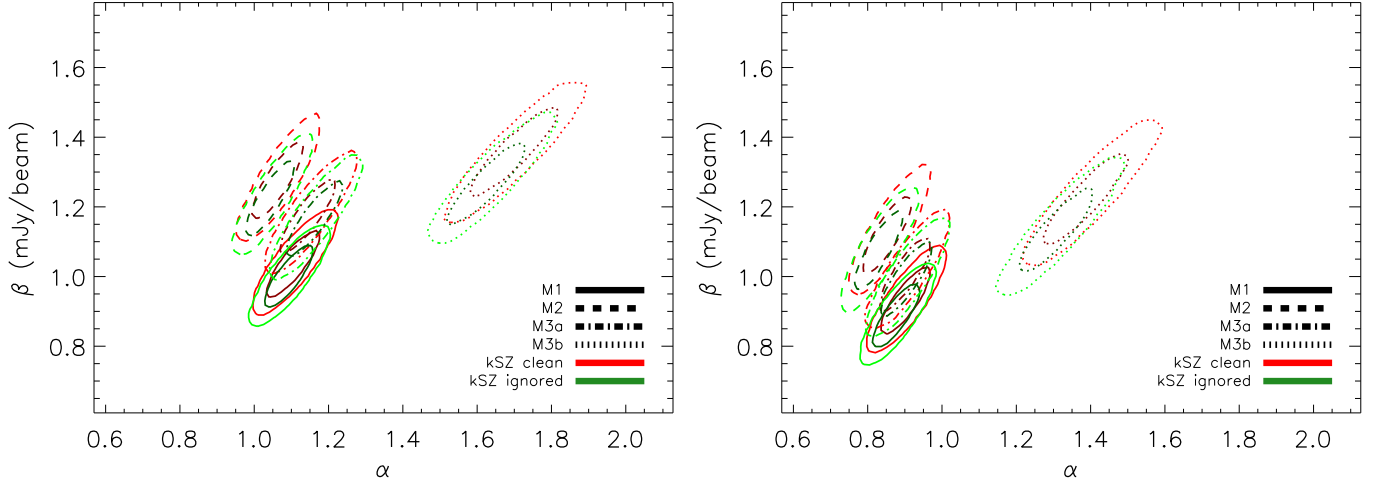 β (mJy/beam)
1.6
1.4
1.2
1.0
0.8
M1
M2
M3a
M3b
kSZ clean
kSZ ignored
0.6 0.8 1.0 1.2 1.4 1.6 1.8 2.0
α
β (mJy/beam)
1.6
1.4
1.2
1.0
0.8
M1
M2
M3a
M3b
kSZ clean
kSZ ignored
0.6 0.8 1.0 1.2 1.4 1.6 1.8 2.0
α